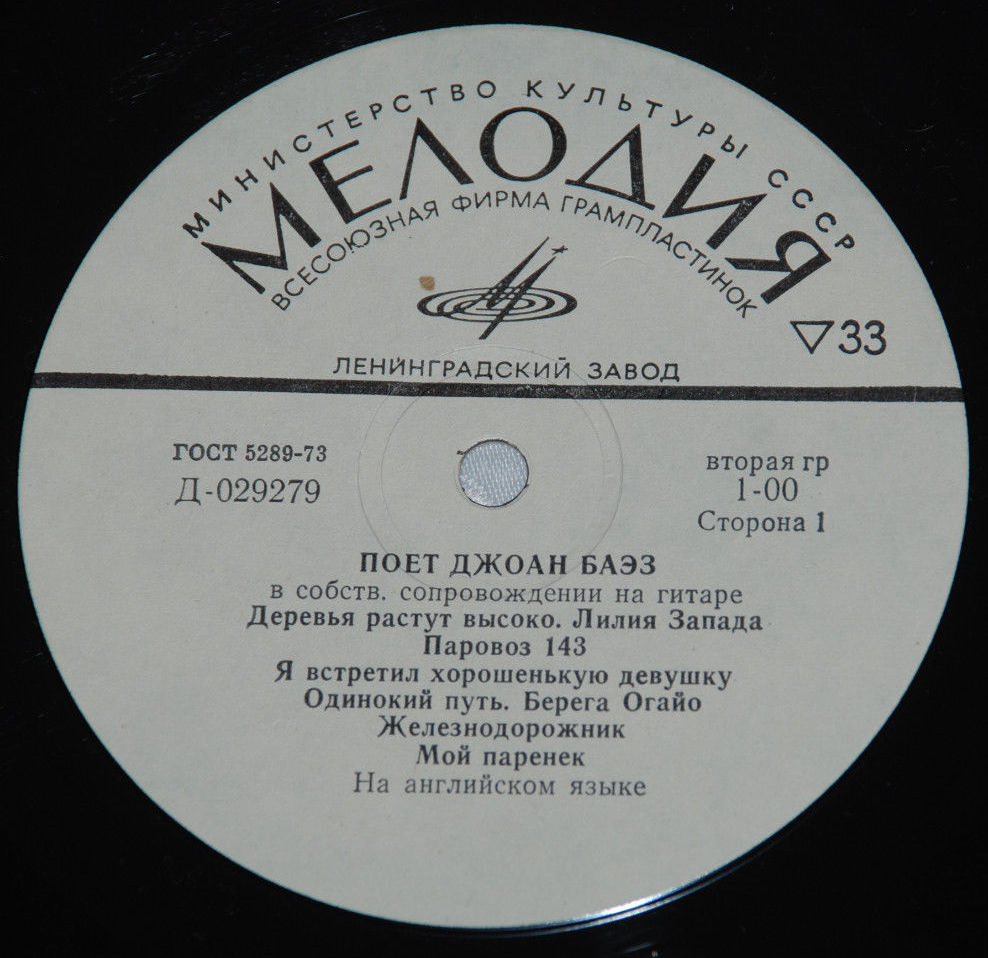 МИНИСТЕРСТВО КУЛЬТУРЫ СССР
МЕЛОДИЯ
ВСЕСОЮЗНАЯ ФИРМА ГРАМПЛАСТИНОК
▽33
ЛЕНИНГРАДСКИЙ ЗАВОД
ГОСТ 5289-73
Д-029279
вторая гр
1-00
Сторона 1
ПОЕТ ДЖОАН БАЭЗ
в собств. сопровождении на гитаре
Деревья растут высоко. Лилия Запада
Паровоз 143
Я встретил хорошенькую девушку
Одинокий путь. Берега Огайо
Железнодорожник
Мой паренек
На английском языке